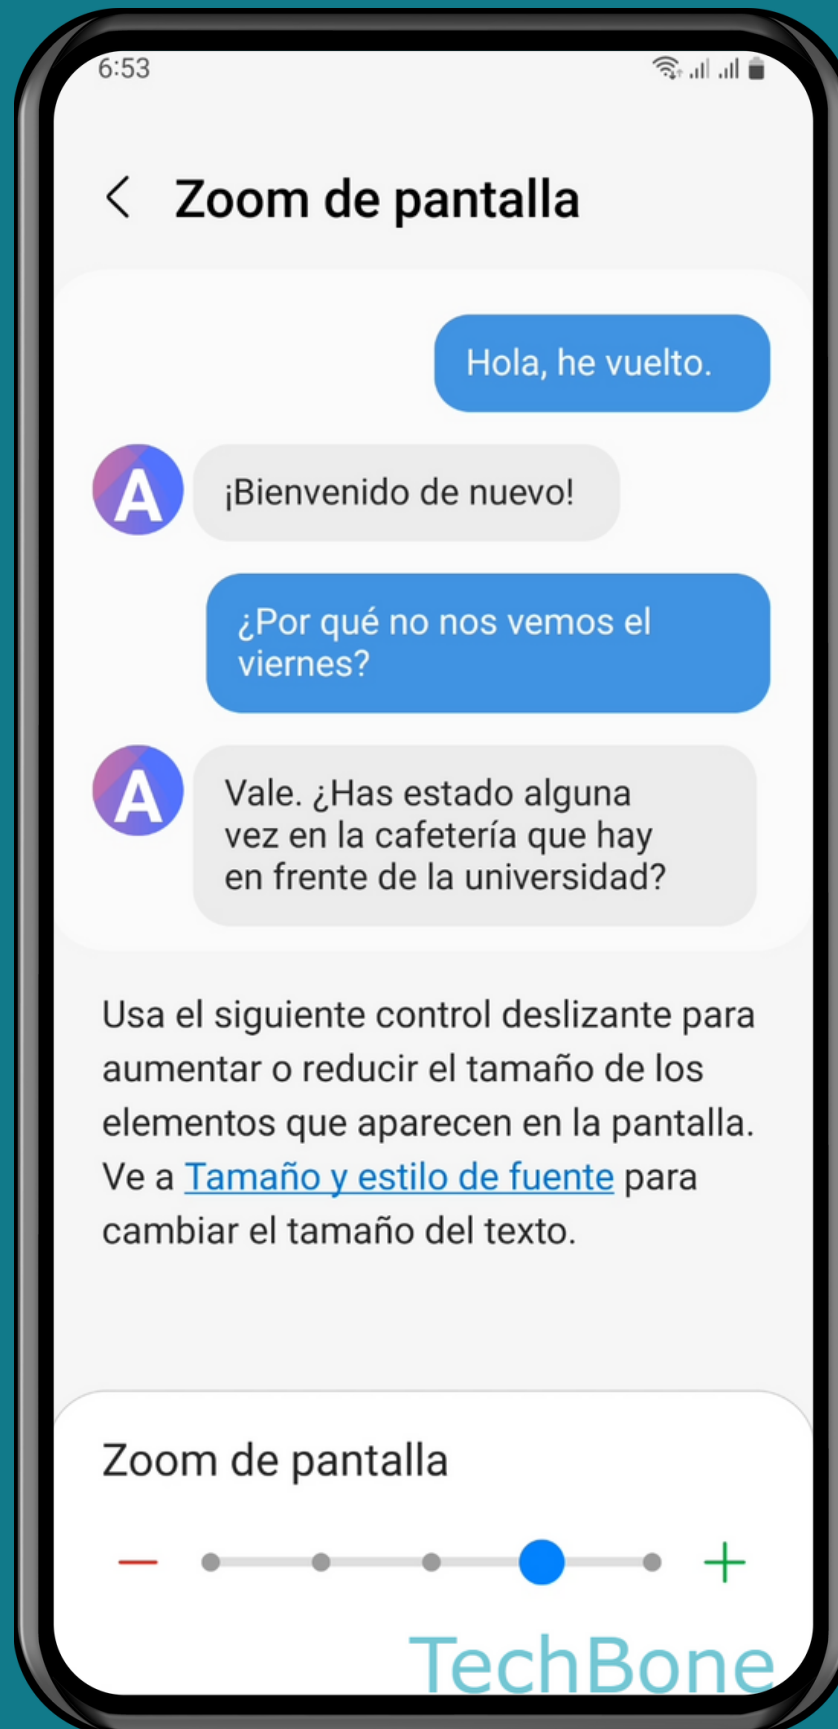 6:53
Zoom de pantalla
Hola, he vuelto.
A
¡Bienvenido de nuevo!
¿Por qué no nos vemos el
viernes?
A
Vale. ¿Has estado alguna
vez en la cafetería que hay
en frente de la universidad?
Usa el siguiente control deslizante para
aumentar o reducir el tamaño de los
elementos que aparecen en la pantalla.
Ve a Tamaño y estilo de fuente para
cambiar el tamaño del texto.
Zoom de pantalla
TechBone